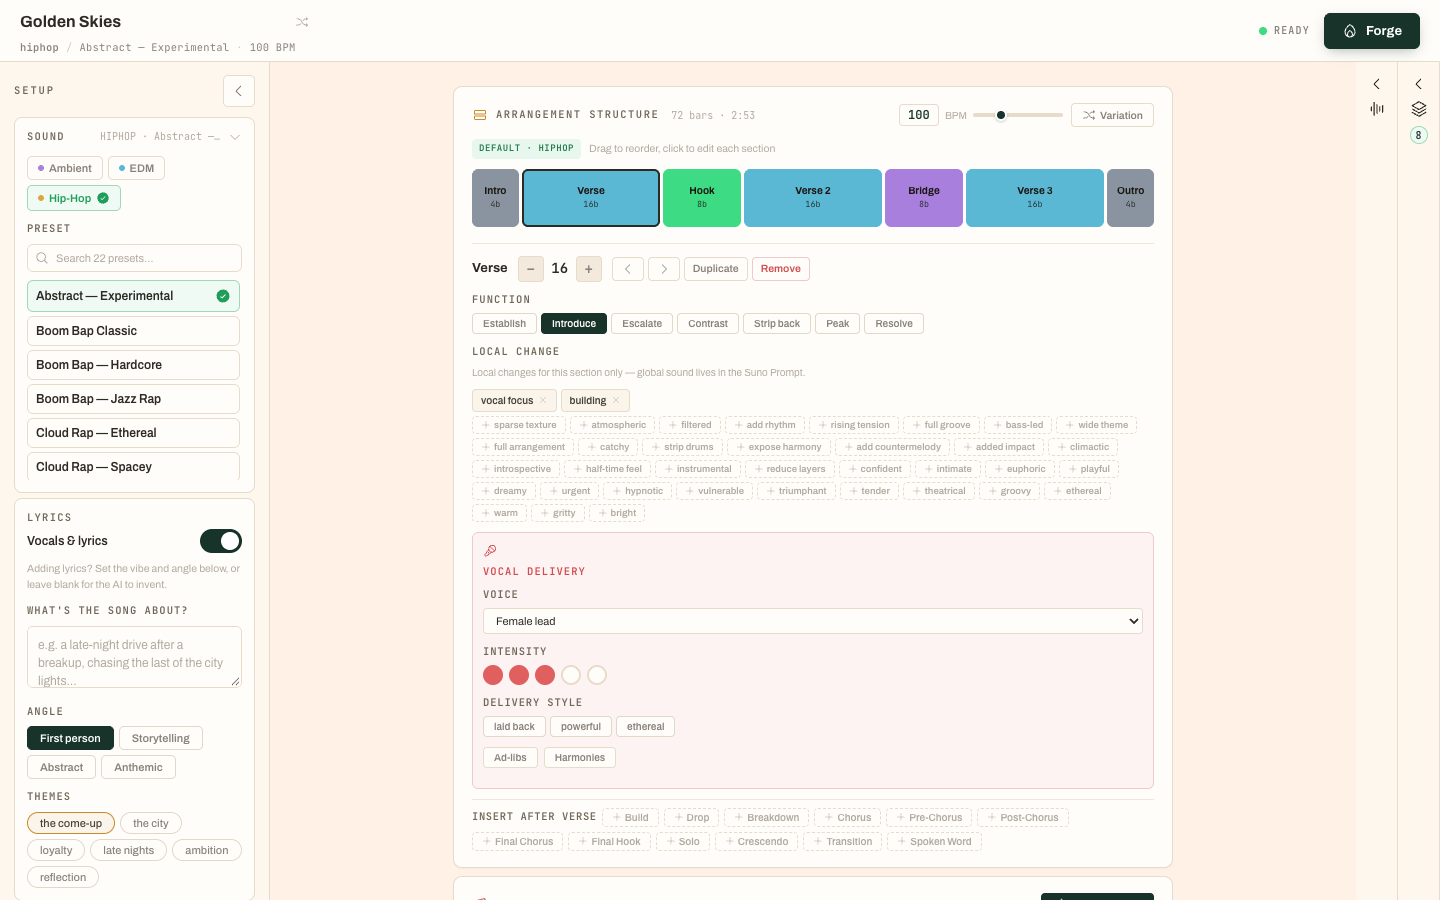 Golden Skies
hiphop / Abstract — Experimental · 100 BPM
READY
Forge
SETUP
SOUND HIPHOP · Abstract —…
Ambient
EDM
Hip-Hop
PRESET
Search 22 presets...
Abstract — Experimental
Boom Bap Classic
Boom Bap — Hardcore
Boom Bap — Jazz Rap
Cloud Rap — Ethereal
Cloud Rap — Spacey
LYRICS
Vocals & lyrics
Adding lyrics? Set the vibe and angle below, or
leave blank for the AI to invent.
WHAT'S THE SONG ABOUT?
e.g. a late-night drive after a
breakup, chasing the last of the city
lights...
ANGLE
First person
Storytelling
Abstract
Anthemic
THEMES
the come-up
the city
loyalty
late nights
ambition
reflection
ARRANGEMENT STRUCTURE 72 bars · 2:53
100 BPM
Variation
DEFAULT · HIPHOP Drag to reorder, click to edit each section
Intro
4b
Verse
16b
Hook
8b
Verse 2
16b
Bridge
8b
Verse 3
16b
Outro
4b
Verse − 16 +
Duplicate
Remove
FUNCTION
Establish
Introduce
Escalate
Contrast
Strip back
Peak
Resolve
LOCAL CHANGE
Local changes for this section only — global sound lives in the Suno Prompt.
vocal focus ×
building ×
+ sparse texture + atmospheric + filtered + add rhythm + rising tension + full groove + bass-led + wide theme
+ full arrangement + catchy + strip drums + expose harmony + add countermelody + added impact + climactic
+ introspective + half-time feel + instrumental + reduce layers + confident + intimate + euphoric + playful
+ dreamy + urgent + hypnotic + vulnerable + triumphant + tender + theatrical + groovy + ethereal
+ warm + gritty + bright
VOCAL DELIVERY
VOICE
Female lead
INTENSITY
DELIVERY STYLE
laid back
powerful
ethereal
Ad-libs
Harmonies
INSERT AFTER VERSE + Build + Drop + Breakdown + Chorus + Pre-Chorus + Post-Chorus
+ Final Chorus + Final Hook + Solo + Crescendo + Transition + Spoken Word
8